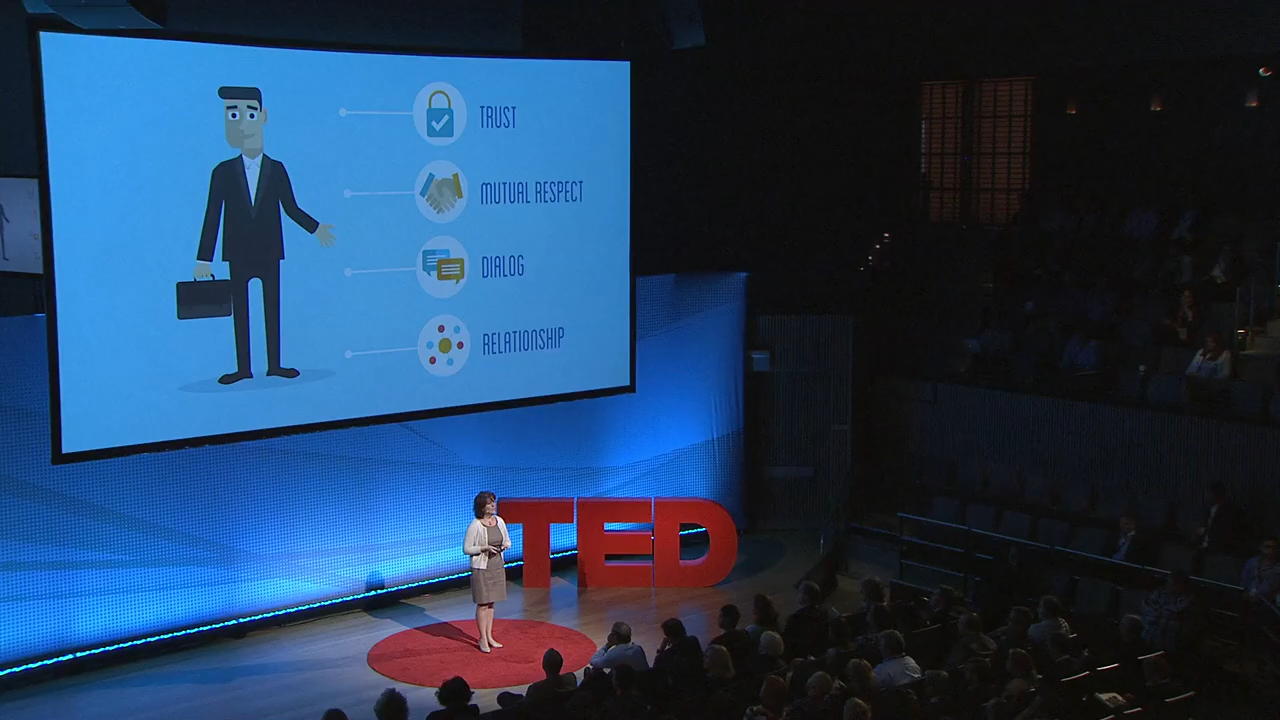 TRUST
MUTUAL RESPECT
DIALOG
RELATIONSHIP
TED